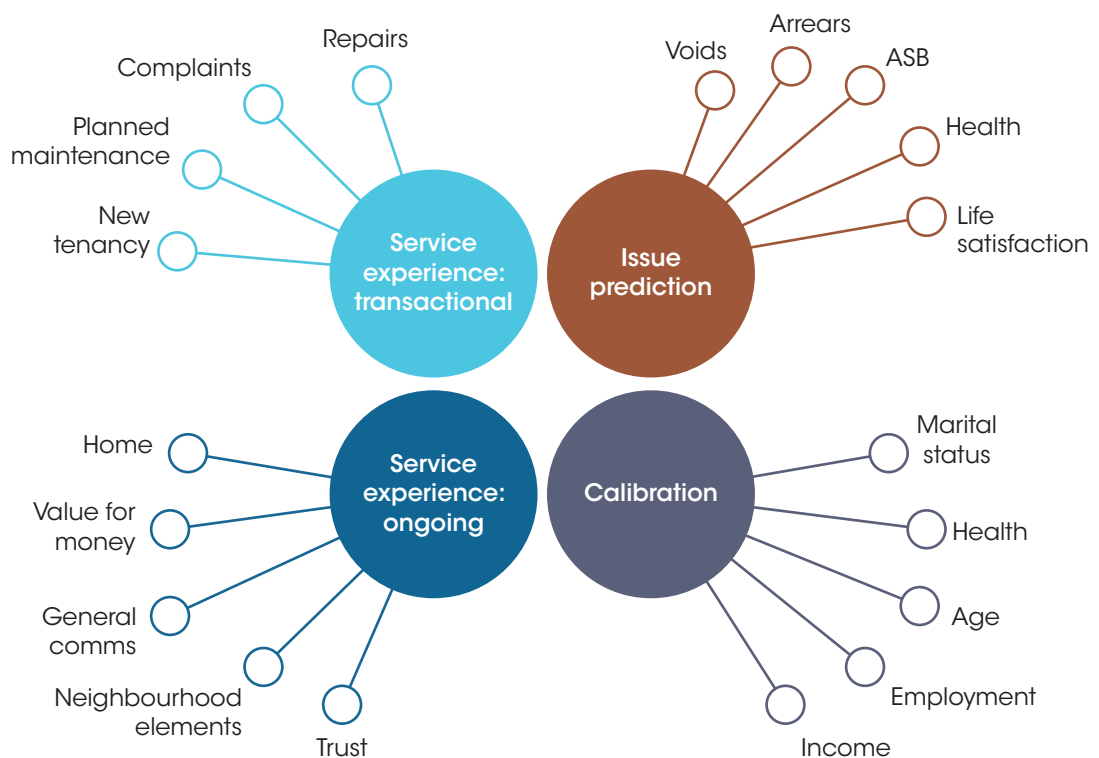 Repairs
Complaints
Planned
maintenance
New
tenancy
Service
experience:
transactional
Voids
Arrears
ASB
Health
Life
satisfaction
Issue
prediction
Home
Value for
money
General
comms
Neighbourhood
elements
Trust
Service
experience:
ongoing
Calibration
Marital
status
Health
Age
Employment
Income